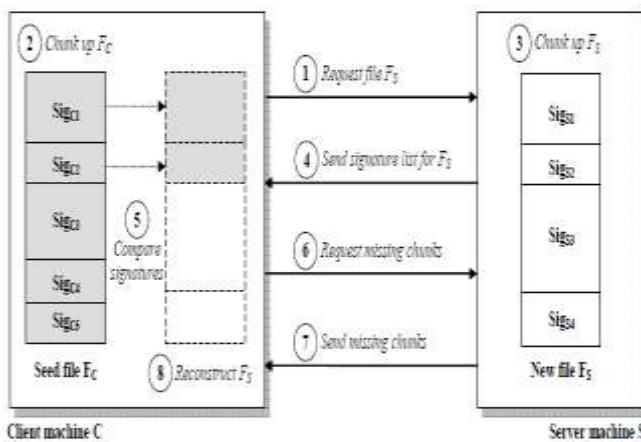 2 Chunk up F_C
Sig_C1
Sig_C2
Sig_C3
Sig_C4
Sig_C5
Seed file F_C
5
Compare
signatures
8 Reconstruct F_S
Client machine C
1 Request file F_S
4 Send signature list for F_S
6 Request missing chunks
7 Send missing chunks
3 Chunk up F_S
Sig_S1
Sig_S2
Sig_S3
Sig_S4
New file F_S
Server machine S